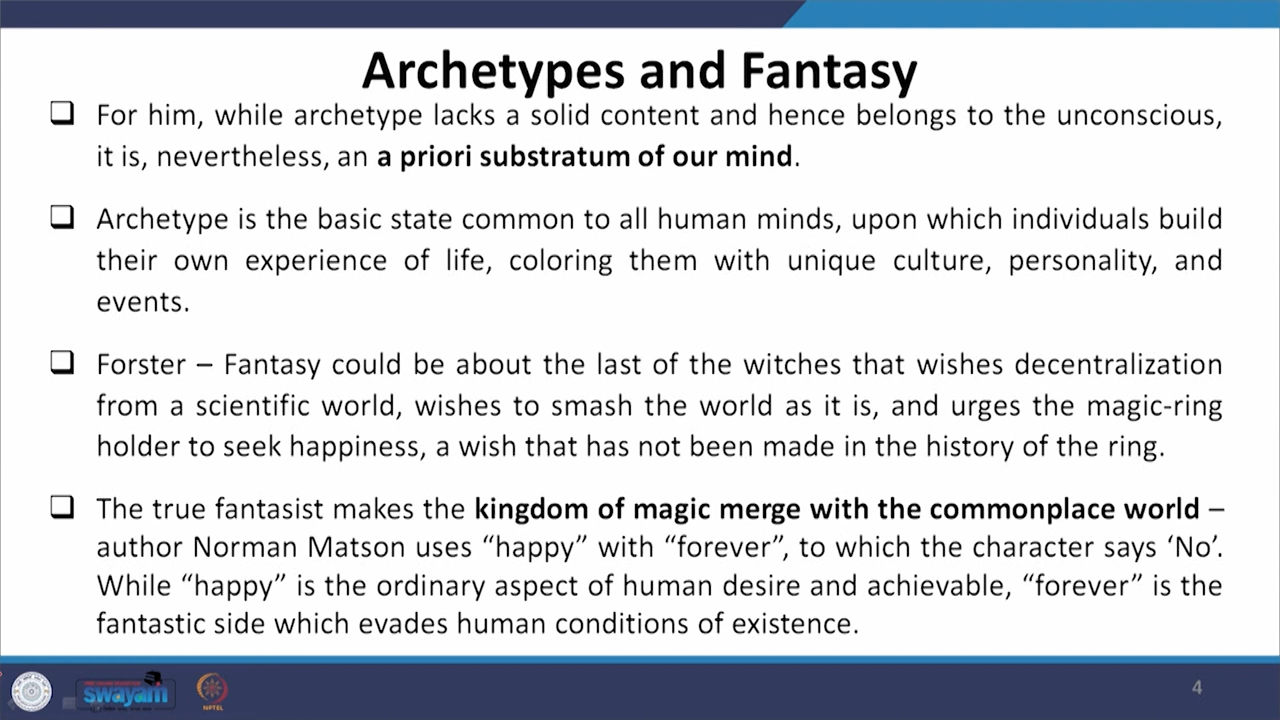 Archetypes and Fantasy
For him, while archetype lacks a solid content and hence belongs to the unconscious,
it is, nevertheless, an a priori substratum of our mind.
Archetype is the basic state common to all human minds, upon which individuals build
their own experience of life, coloring them with unique culture, personality, and
events.
Forster – Fantasy could be about the last of the witches that wishes decentralization
from a scientific world, wishes to smash the world as it is, and urges the magic-ring
holder to seek happiness, a wish that has not been made in the history of the ring.
The true fantasist makes the kingdom of magic merge with the commonplace world –
author Norman Matson uses “happy” with “forever”, to which the character says ‘No’.
While “happy” is the ordinary aspect of human desire and achievable, “forever” is the
fantastic side which evades human conditions of existence.
swayam
NPTEL
4